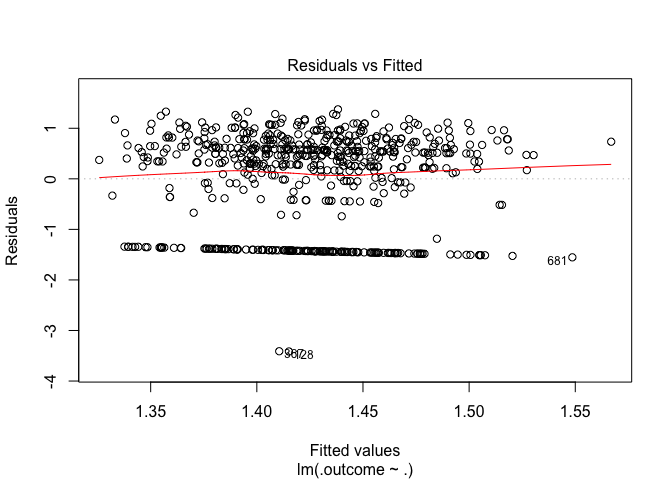 Residuals vs Fitted
Residuals
1
0
-1
-2
-3
-4
681
1.35 1.40 1.45 1.50 1.55
Fitted values
lm(.outcome ~ .)